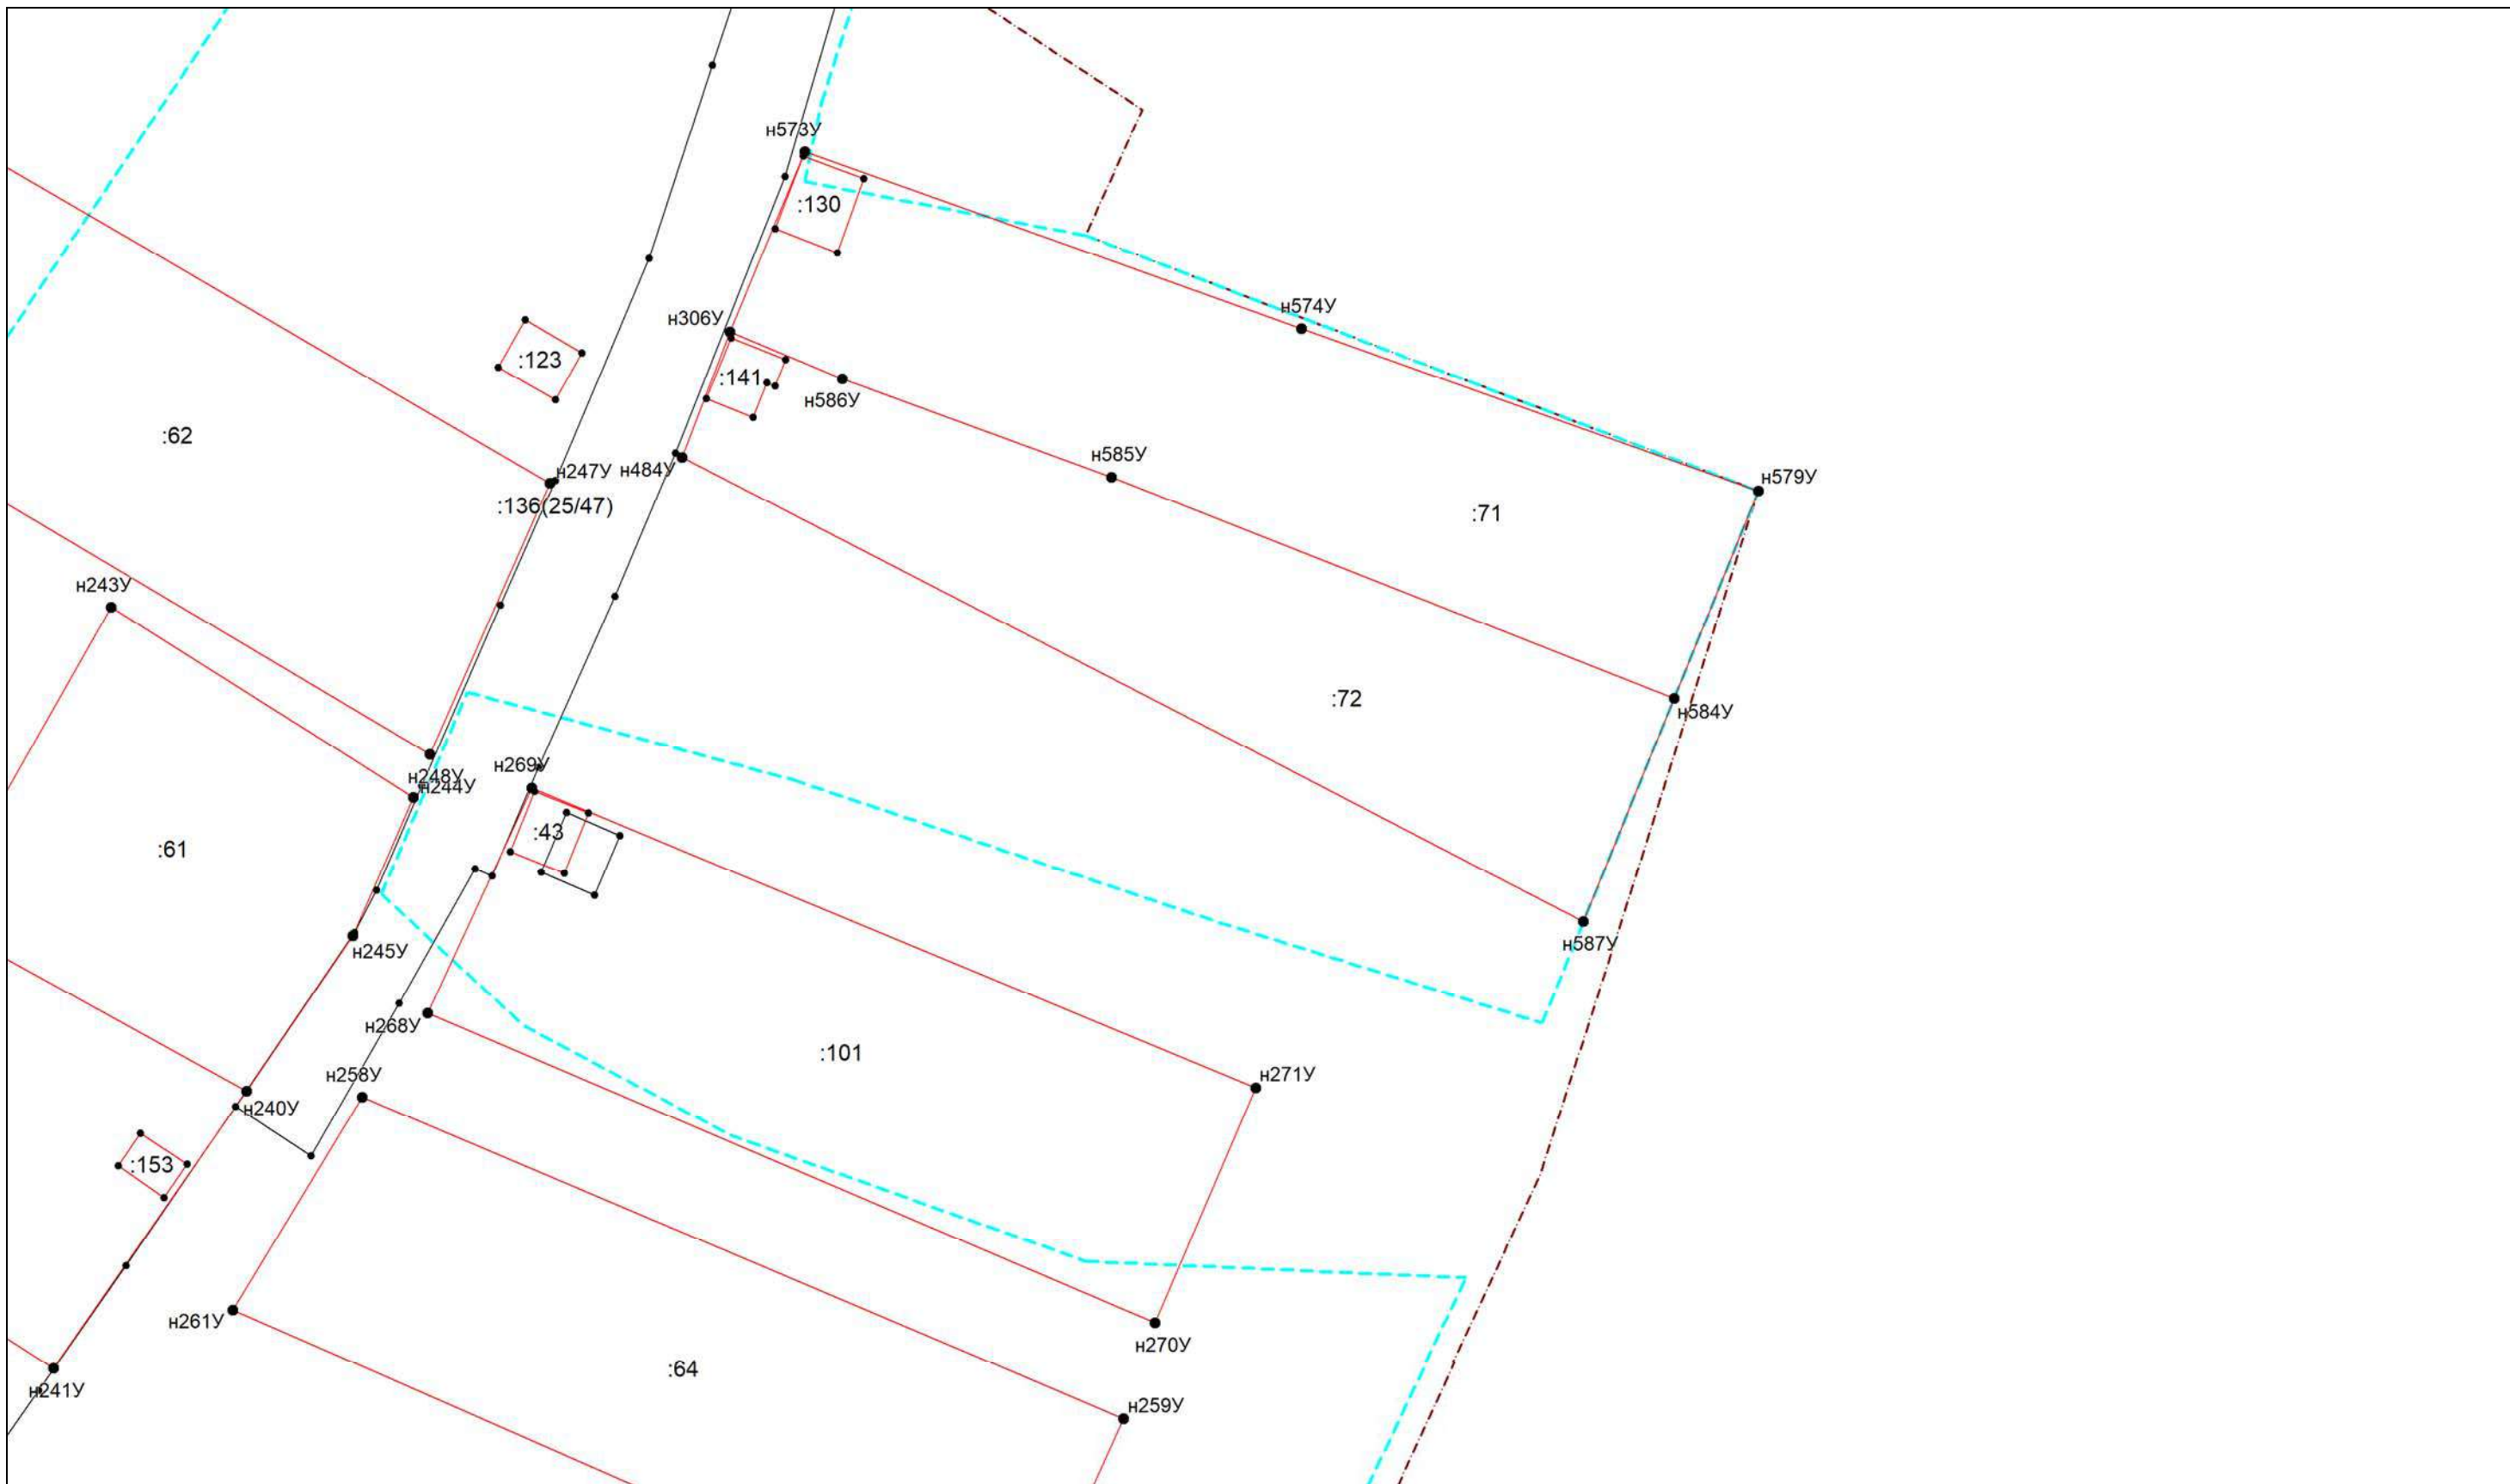 н573У
:130
н574У
н306У
:123
:141
н586У
:62
н585У
н247У
н484У
н579У
:136(25/47)
:71
н243У
:72
н584У
н269У
н248У
н244У
:43
:61
н245У
н587У
н268У
:101
н258У
н271У
н240У
:153
н261У
н270У
:64
н241У
н259У